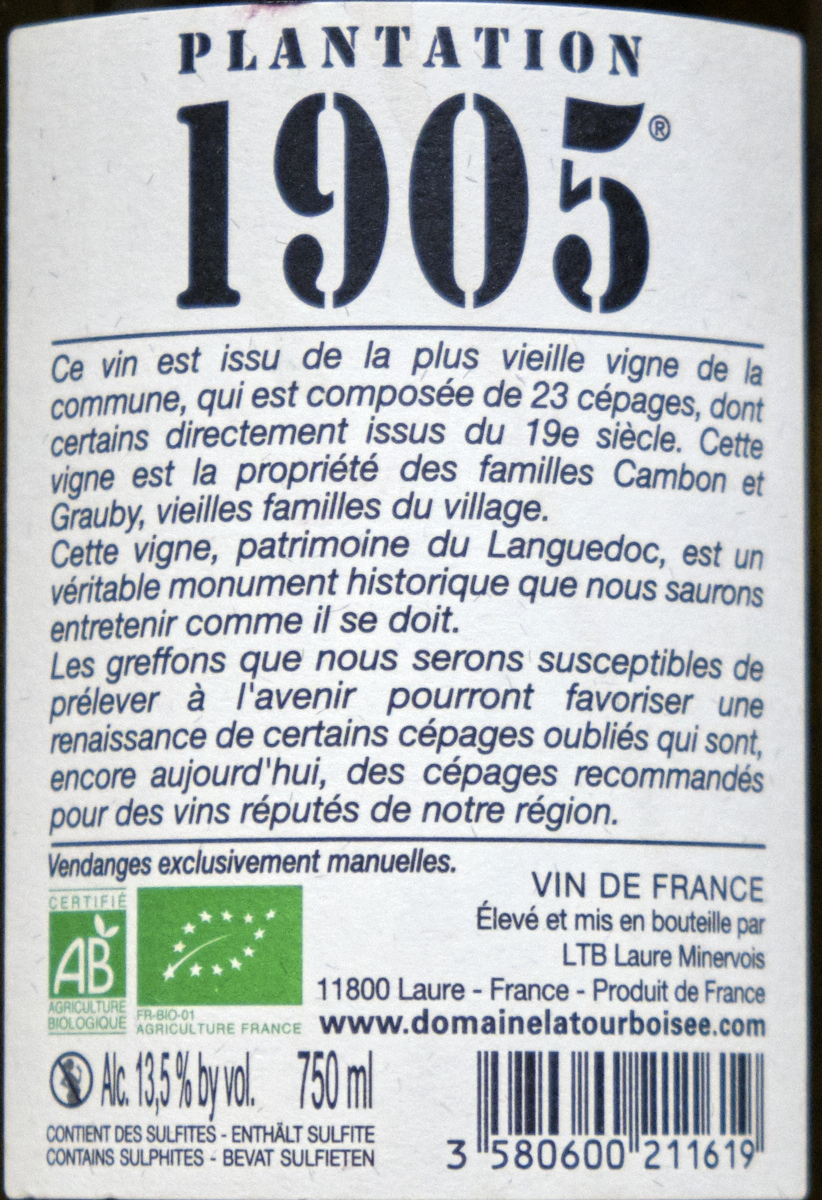 PLANTATION
1905®
Ce vin est issu de la plus vieille vigne de la
commune, qui est composée de 23 cépages, dont
certains directement issus du 19e siècle. Cette
vigne est la propriété des familles Cambon et
Grauby, vieilles familles du village.
Cette vigne, patrimoine du Languedoc, est un
véritable monument historique que nous saurons
entretenir comme il se doit.
Les greffons que nous serons susceptibles de
prélever à l'avenir pourront favoriser une
renaissance de certains cépages oubliés qui sont,
encore aujourd'hui, des cépages recommandés
pour des vins réputés de notre région.
Vendanges exclusivement manuelles.
CERTIFIÉ
AB
AGRICULTURE
BIOLOGIQUE
FR-BIO-01
AGRICULTURE FRANCE
VIN DE FRANCE
Élevé et mis en bouteille par
LTB Laure Minervois
11800 Laure - France - Produit de France
www.domainelatourboisee.com
Alc. 13,5 % by vol. 750 ml
CONTIENT DES SULFITES - ENTHÄLT SULFITE
CONTAINS SULPHITES - BEVAT SULFIETEN
3 580600 211619